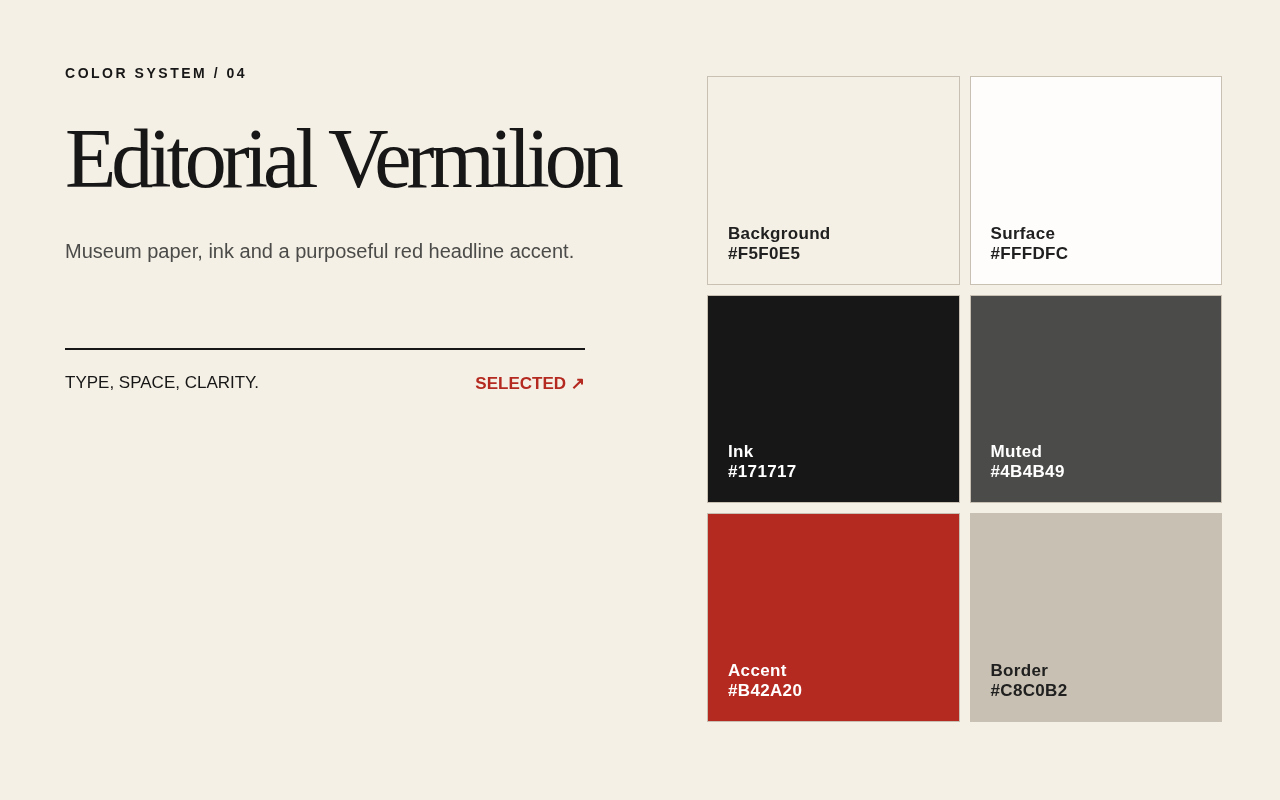 COLOR SYSTEM / 04
Editorial Vermilion
Museum paper, ink and a purposeful red headline accent.
TYPE, SPACE, CLARITY.
SELECTED ↗
Background
#F5F0E5
Surface
#FFFDFC
Ink
#171717
Muted
#4B4B49
Accent
#B42A20
Border
#C8C0B2